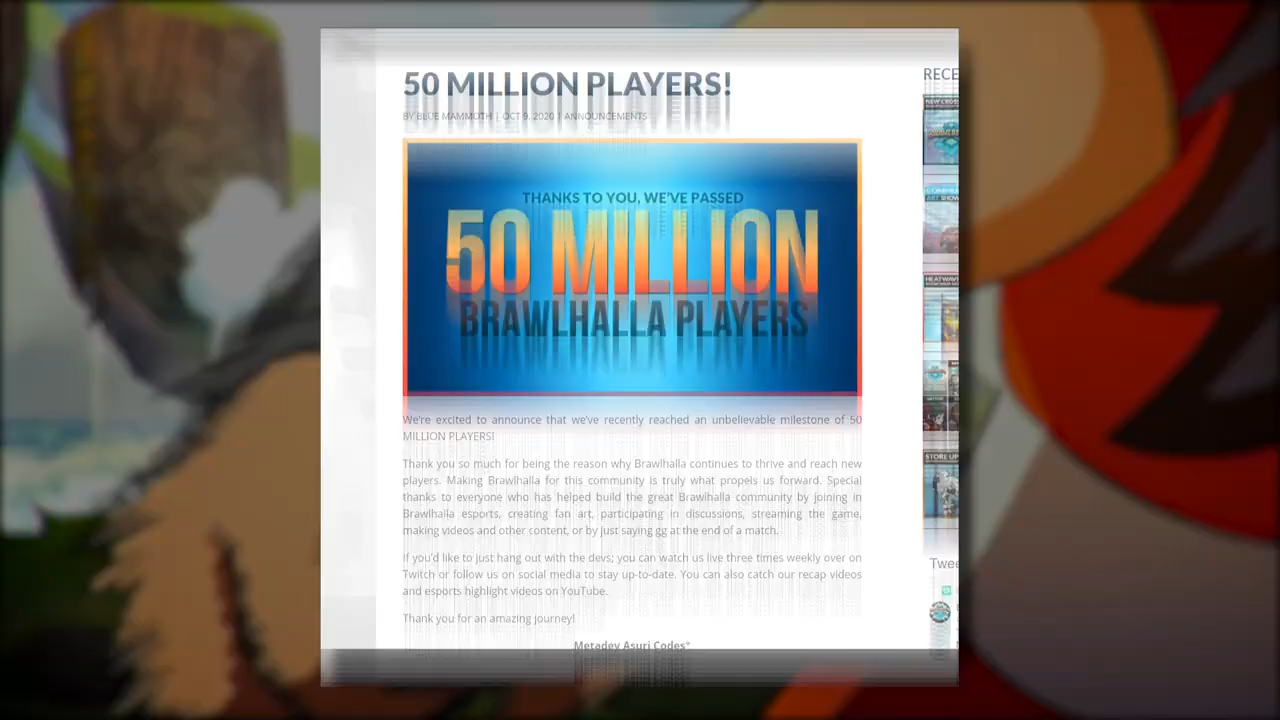 50 MILLION PLAYERS!
BY BLUE MAMMOTH | OCT 9, 2020 | ANNOUNCEMENTS
THANKS TO YOU, WE'VE PASSED
50 MILLION
BRAWLHALLA PLAYERS
We're excited to announce that we've recently reached an unbelievable milestone of 50
MILLION PLAYERS!
Thank you so much for being the reason why Brawlhalla continues to thrive and reach new
players. Making Brawlhalla for this community is truly what propels us forward. Special
thanks to everyone who has helped build the great Brawlhalla community by joining in
Brawlhalla esports, creating fan art, participating in discussions, streaming the game,
making videos and other content, or by just saying gg at the end of a match.
If you'd like to just hang out with the devs; you can watch us live three times weekly over on
Twitch or follow us on social media to stay up-to-date. You can also catch our recap videos
and esports highlight videos on YouTube.
Thank you for an amazing journey!
Metadev Asuri Codes*
RECE
NEW CROSS
HEATWAV
STORE UP
Twee